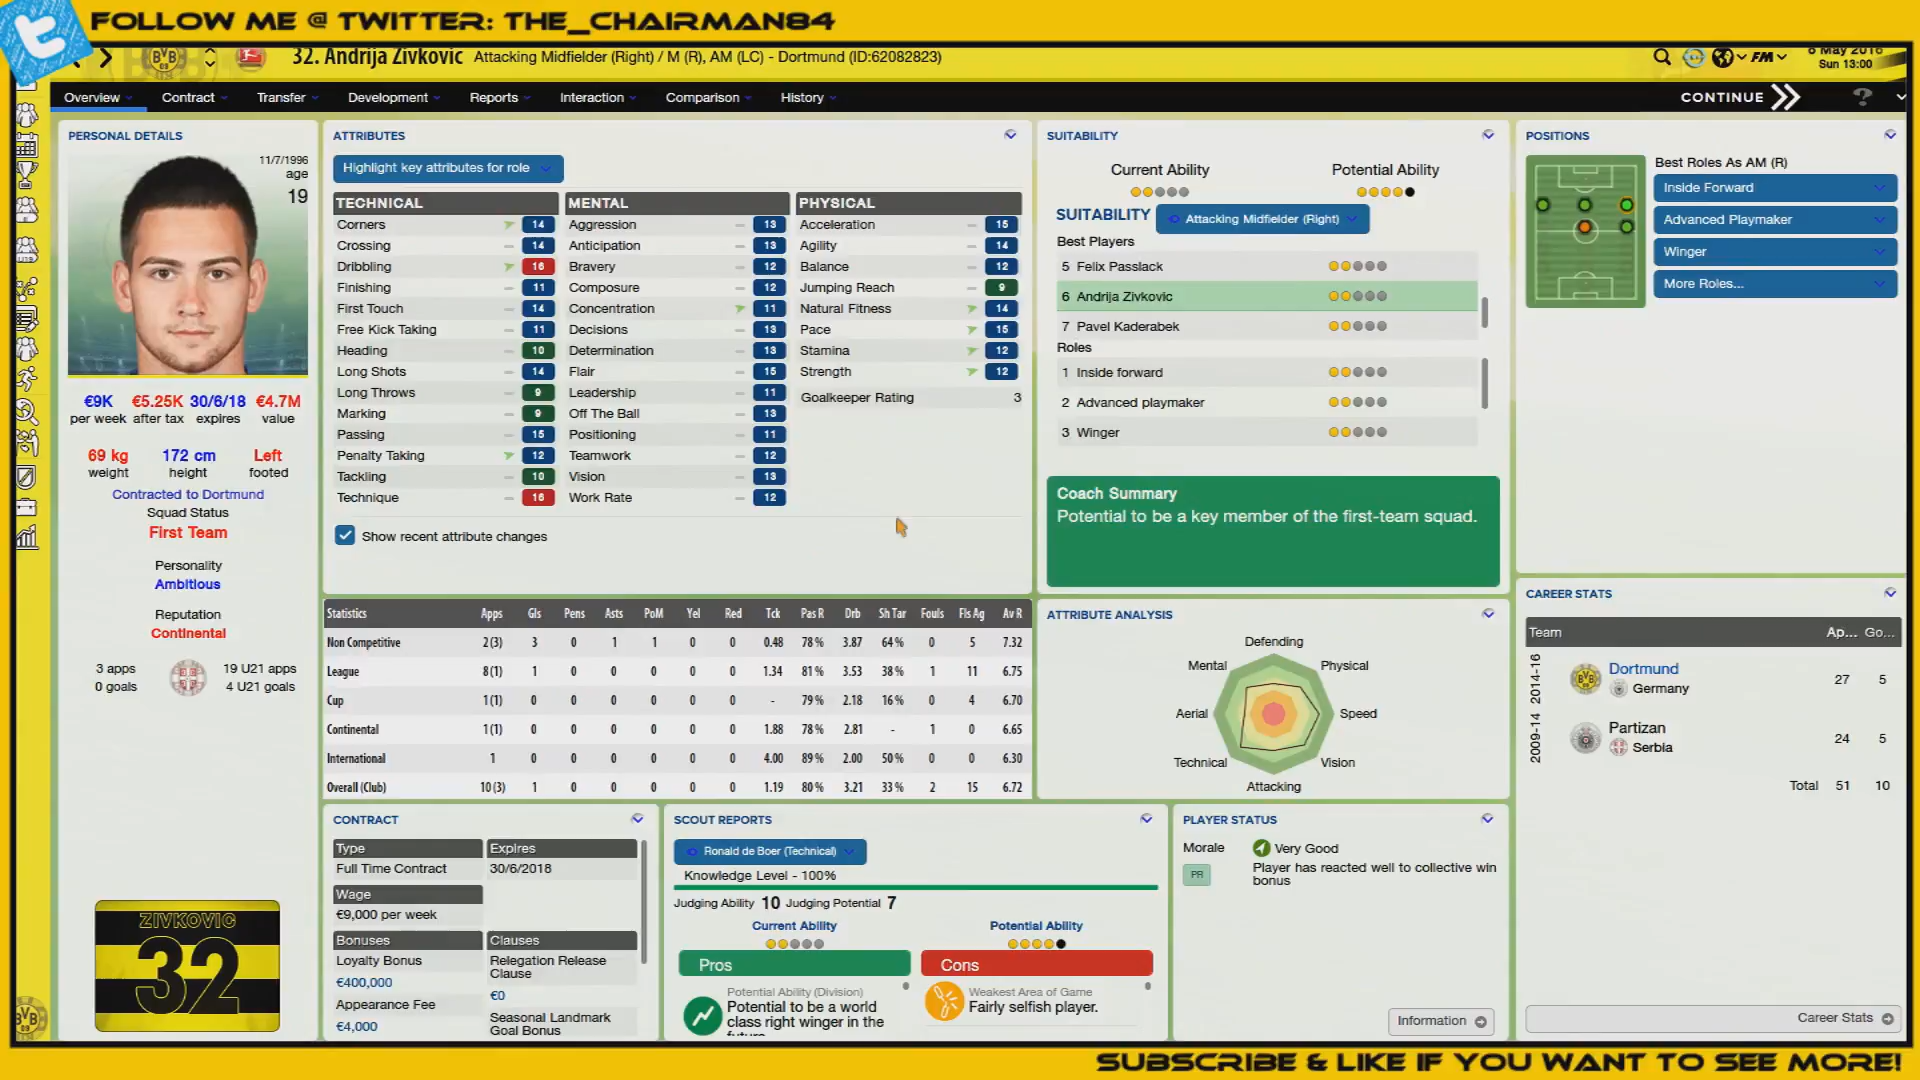 FOLLOW ME @ TWITTER: THE_CHAIRMAN84
32. Andrija Zivkovic Attacking Midfielder (Right) / M (R), AM (LC) - Dortmund (ID:62082823)
FM
6 May 2016
Sun 13:00
Overview Contract Transfer Development Reports Interaction Comparison History
CONTINUE
PERSONAL DETAILS
11/7/1996
age
19
€9K €5.25K 30/6/18 €4.7M
per week after tax expires value
69 kg 172 cm Left
weight height footed
Contracted to Dortmund
Squad Status
First Team
Personality
Ambitious
Reputation
Continental
3 apps 19 U21 apps
0 goals 4 U21 goals
ZIVKOVIC
32
ATTRIBUTES
Highlight key attributes for role
TECHNICAL MENTAL PHYSICAL
Corners 14 Aggression 13 Acceleration 15
Crossing 14 Anticipation 13 Agility 14
Dribbling 16 Bravery 12 Balance 12
Finishing 11 Composure 12 Jumping Reach 9
First Touch 14 Concentration 11 Natural Fitness 14
Free Kick Taking 11 Decisions 13 Pace 15
Heading 10 Determination 13 Stamina 12
Long Shots 14 Flair 15 Strength 12
Long Throws 9 Leadership 11 Goalkeeper Rating 3
Marking 9 Off The Ball 13
Passing 15 Positioning 11
Penalty Taking 12 Teamwork 12
Tackling 10 Vision 13
Technique 16 Work Rate 12
Show recent attribute changes
Statistics Apps Gls Pens Asts PoM Yel Red Tck Pas R Drb Sh Tar Fouls Fls Ag Av R
Non Competitive 2 (3) 3 0 1 1 0 0 0.48 78 % 3.87 64 % 0 5 7.32
League 8 (1) 1 0 0 0 0 0 1.34 81 % 3.53 38 % 1 11 6.75
Cup 1 (1) 0 0 0 0 0 0 - 79 % 2.18 16 % 0 4 6.70
Continental 1 (1) 0 0 0 0 0 0 1.88 78 % 2.81 - 1 0 6.65
International 1 0 0 0 0 0 0 4.00 89 % 2.00 50 % 0 0 6.30
Overall (Club) 10 (3) 1 0 0 0 0 0 1.19 80 % 3.21 33 % 2 15 6.72
SUITABILITY
Current Ability Potential Ability
SUITABILITY Attacking Midfielder (Right)
Best Players
5 Felix Passlack
6 Andrija Zivkovic
7 Pavel Kaderabek
Roles
1 Inside forward
2 Advanced playmaker
3 Winger
Coach Summary
Potential to be a key member of the first-team squad.
POSITIONS
Best Roles As AM (R)
Inside Forward
Advanced Playmaker
Winger
More Roles...
ATTRIBUTE ANALYSIS
Defending
Mental Physical
Aerial Speed
Technical Vision
Attacking
CAREER STATS
Team Ap... Go...
2014-16 Dortmund 27 5
Germany
2009-14 Partizan 24 5
Serbia
Total 51 10
Career Stats
CONTRACT
Type Expires
Full Time Contract 30/6/2018
Wage
€9,000 per week
Bonuses Clauses
Loyalty Bonus Relegation Release
Clause
€400,000 €0
Appearance Fee Seasonal Landmark
Goal Bonus
€4,000
SCOUT REPORTS
Ronald de Boer (Technical)
Knowledge Level - 100%
Judging Ability 10 Judging Potential 7
Current Ability Potential Ability
Pros Cons
Potential Ability (Division) Weakest Area of Game
Potential to be a world Fairly selfish player.
class right winger in the
future
PLAYER STATUS
Morale Very Good
PR Player has reacted well to collective win
bonus
Information
SUBSCRIBE & LIKE IF YOU WANT TO SEE MORE!